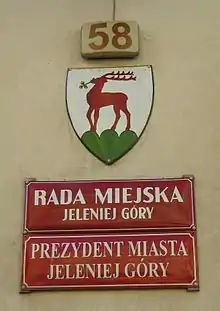 58
RADA MIEJSKA
JELENIEJ GÓRY
PREZYDENT MIASTA
JELENIEJ GÓRY